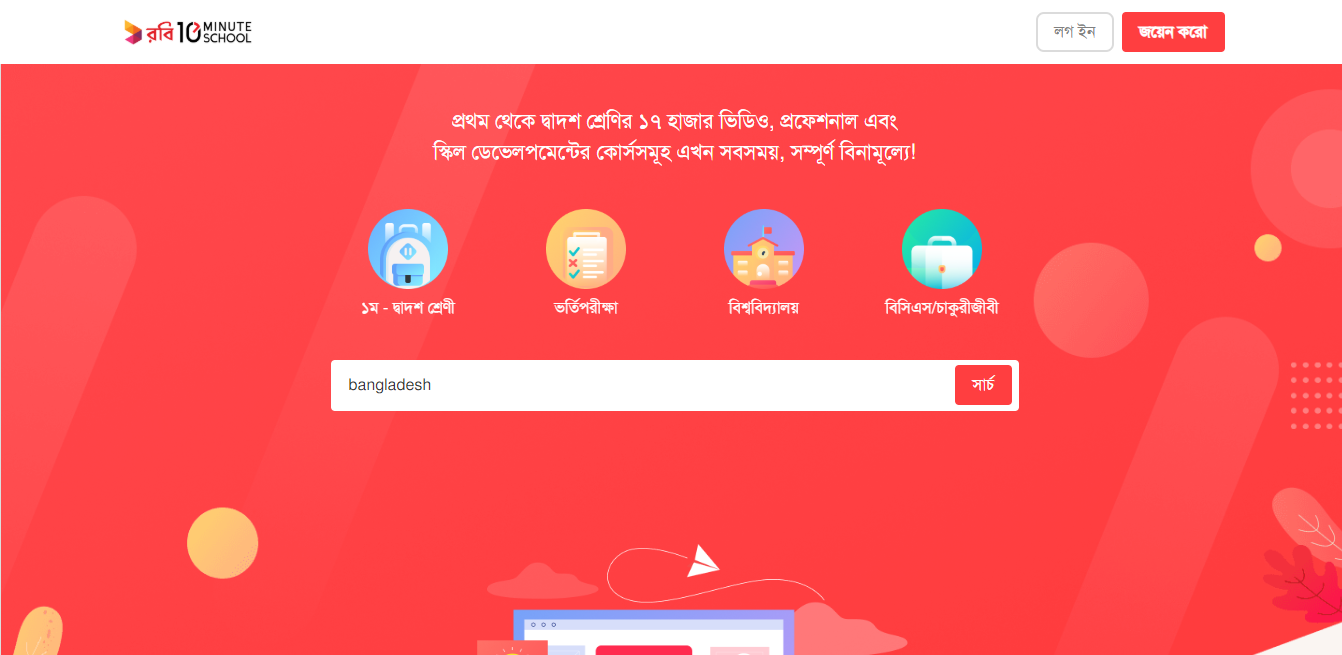 রবি 10 MINUTE SCHOOL
লগ ইন
জয়েন করো
প্রথম থেকে দ্বাদশ শ্রেণির ১৭ হাজার ভিডিও, প্রফেশনাল এবং
স্কিল ডেভেলপমেন্টের কোর্সসমূহ এখন সবসময়, সম্পূর্ণ বিনামূল্যে!
১ম - দ্বাদশ শ্রেণী
ভর্তিপরীক্ষা
বিশ্ববিদ্যালয়
বিসিএস/চাকুরীজীবী
bangladesh
সার্চ